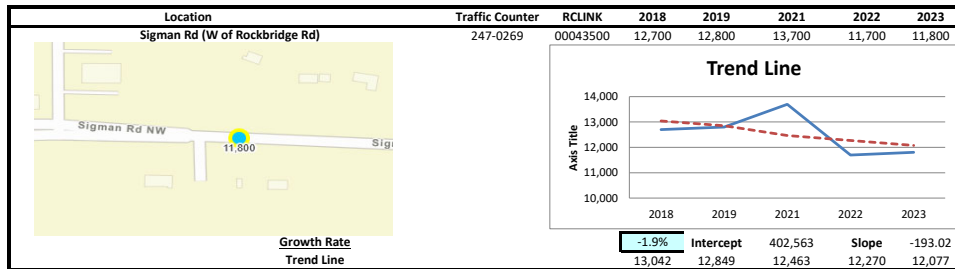 Location Traffic Counter RCLINK 2018 2019 2021 2022 2023
Sigman Rd (W of Rockbridge Rd) 247-0269 00043500 12,700 12,800 13,700 11,700 11,800
Sigman Rd NW
11,800
Sig
Trend Line
Axis Title
14,000
13,000
12,000
11,000
10,000
2018 2019 2021 2022 2023
Growth Rate -1.9% Intercept 402,563 Slope -193.02
Trend Line 13,042 12,849 12,463 12,270 12,077